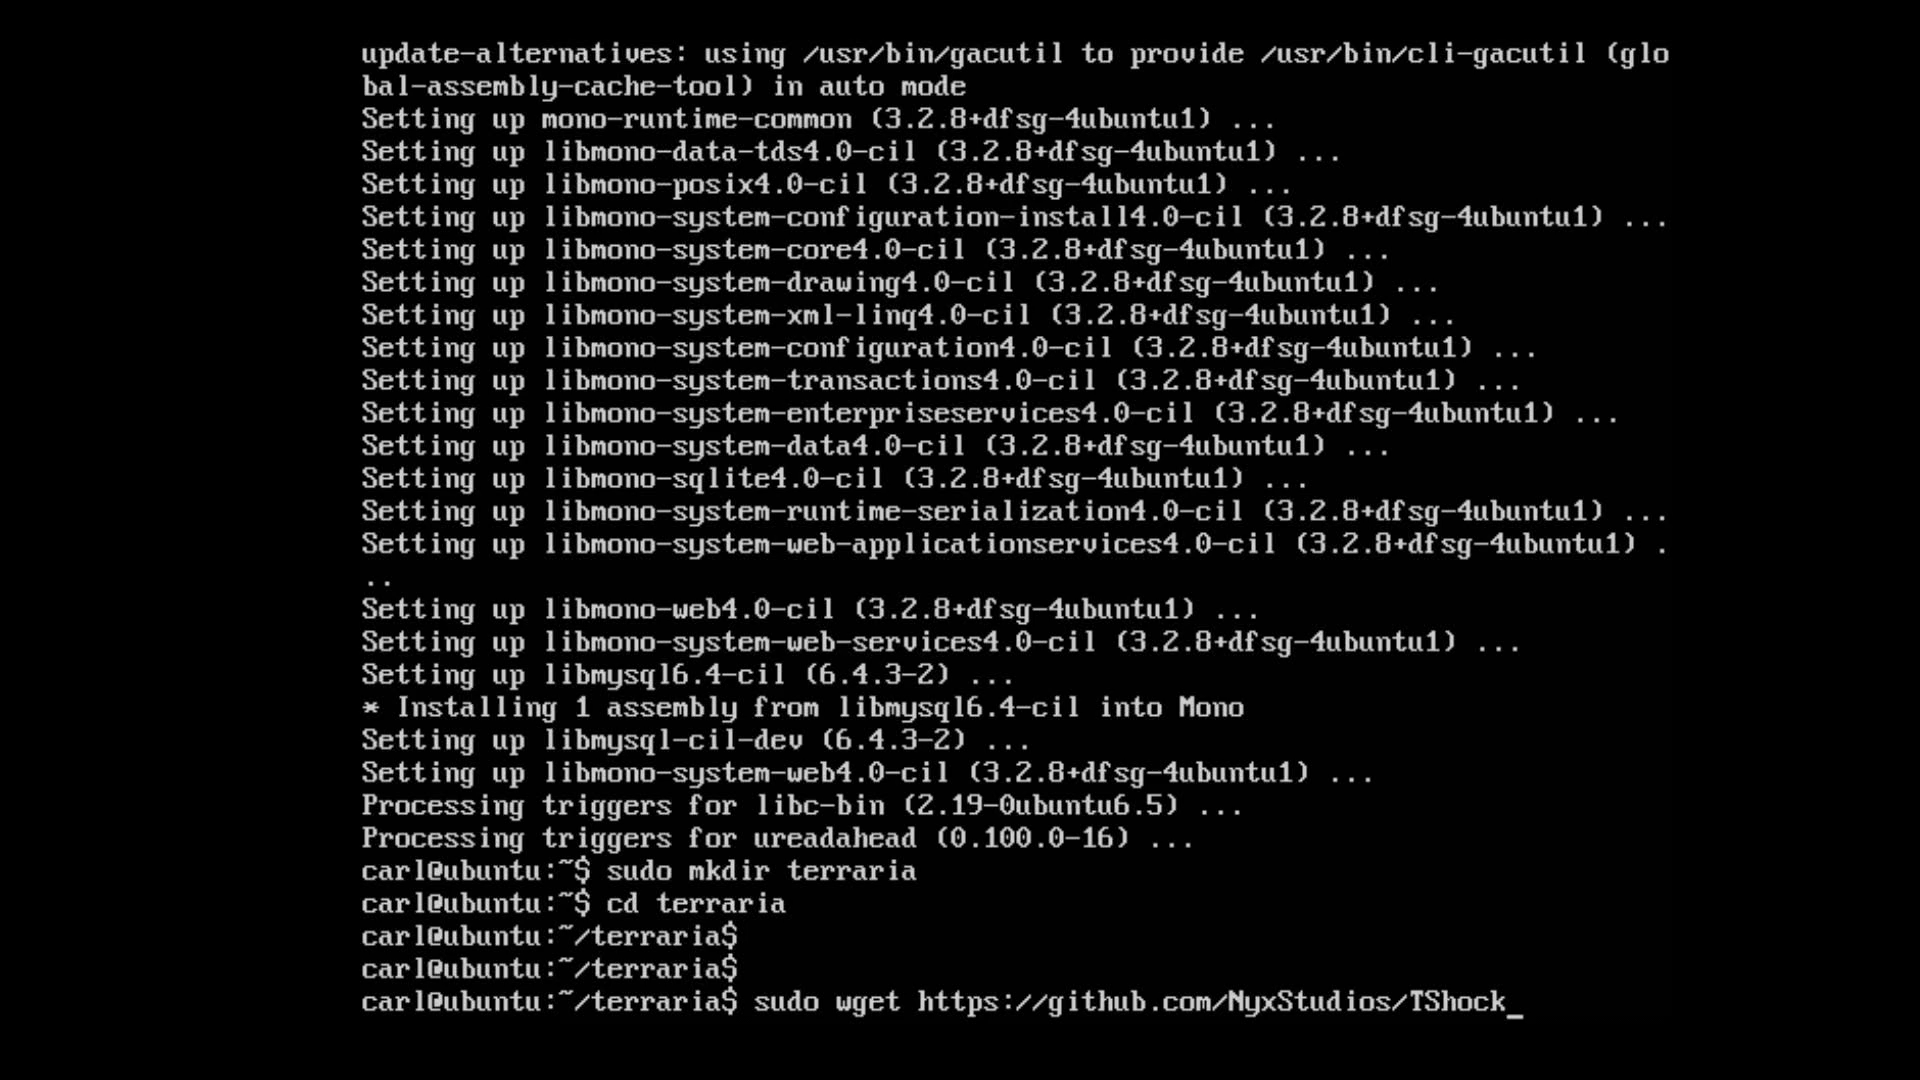 update-alternatives: using /usr/bin/gacutil to provide /usr/bin/cli-gacutil (glo
bal-assembly-cache-tool) in auto mode
Setting up mono-runtime-common (3.2.8+dfsg-4ubuntu1) ...
Setting up libmono-data-tds4.0-cil (3.2.8+dfsg-4ubuntu1) ...
Setting up libmono-posix4.0-cil (3.2.8+dfsg-4ubuntu1) ...
Setting up libmono-system-configuration-install4.0-cil (3.2.8+dfsg-4ubuntu1) ...
Setting up libmono-system-core4.0-cil (3.2.8+dfsg-4ubuntu1) ...
Setting up libmono-system-drawing4.0-cil (3.2.8+dfsg-4ubuntu1) ...
Setting up libmono-system-xml-linq4.0-cil (3.2.8+dfsg-4ubuntu1) ...
Setting up libmono-system-configuration4.0-cil (3.2.8+dfsg-4ubuntu1) ...
Setting up libmono-system-transactions4.0-cil (3.2.8+dfsg-4ubuntu1) ...
Setting up libmono-system-enterpriseservices4.0-cil (3.2.8+dfsg-4ubuntu1) ...
Setting up libmono-system-data4.0-cil (3.2.8+dfsg-4ubuntu1) ...
Setting up libmono-sqlite4.0-cil (3.2.8+dfsg-4ubuntu1) ...
Setting up libmono-system-runtime-serialization4.0-cil (3.2.8+dfsg-4ubuntu1) ...
Setting up libmono-system-web-applicationservices4.0-cil (3.2.8+dfsg-4ubuntu1) .
..
Setting up libmono-web4.0-cil (3.2.8+dfsg-4ubuntu1) ...
Setting up libmono-system-web-services4.0-cil (3.2.8+dfsg-4ubuntu1) ...
Setting up libmysql6.4-cil (6.4.3-2) ...
* Installing 1 assembly from libmysql6.4-cil into Mono
Setting up libmysql-cil-dev (6.4.3-2) ...
Setting up libmono-system-web4.0-cil (3.2.8+dfsg-4ubuntu1) ...
Processing triggers for libc-bin (2.19-0ubuntu6.5) ...
Processing triggers for ureadahead (0.100.0-16) ...
carl@ubuntu:~$ sudo mkdir terraria
carl@ubuntu:~$ cd terraria
carl@ubuntu:~/terraria$
carl@ubuntu:~/terraria$
carl@ubuntu:~/terraria$ sudo wget https://github.com/NyxStudios/TShock_